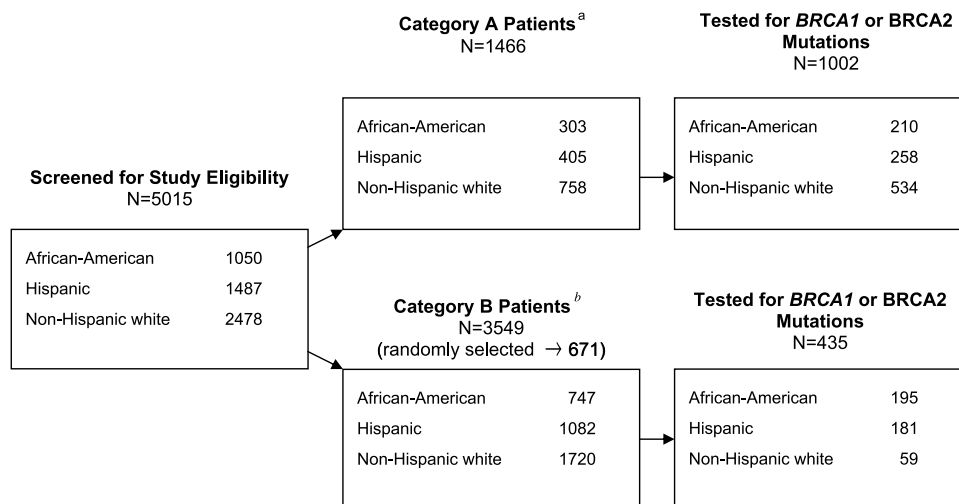 Screened for Study Eligibility
N=5015
African-American 1050
Hispanic 1487
Non-Hispanic white 2478
Category A Patients a
N=1466
African-American 303
Hispanic 405
Non-Hispanic white 758
Tested for BRCA1 or BRCA2
Mutations
N=1002
African-American 210
Hispanic 258
Non-Hispanic white 534
Category B Patients b
N=3549
(randomly selected → 671)
African-American 747
Hispanic 1082
Non-Hispanic white 1720
Tested for BRCA1 or BRCA2
Mutations
N=435
African-American 195
Hispanic 181
Non-Hispanic white 59